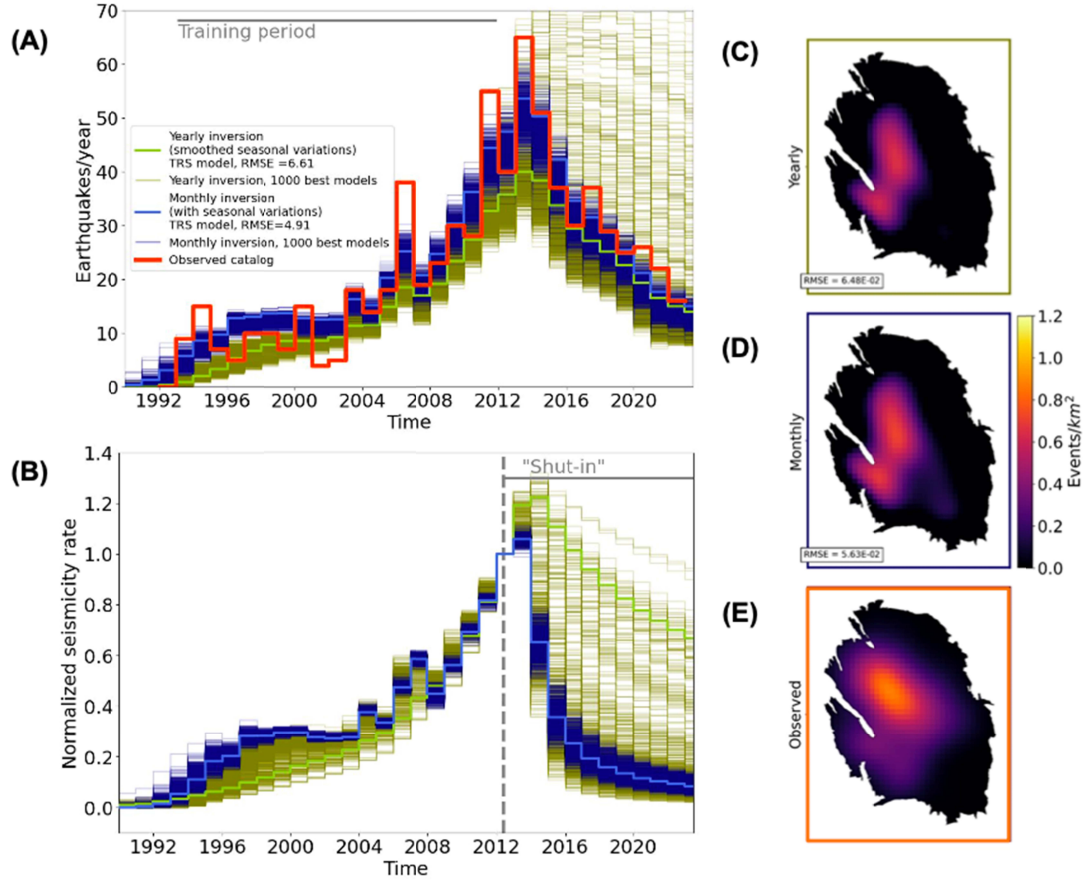 (A)
70
60
50
40
30
20
10
0
Earthquakes/year
Training period
Yearly inversion
(smoothed seasonal variations)
TRS model, RMSE =6.61
Yearly inversion, 1000 best models
Monthly inversion
(with seasonal variations)
TRS model, RMSE=4.91
Monthly inversion, 1000 best models
Observed catalog
1992 1996 2000 2004 2008 2012 2016 2020
Time
(B)
1.4
1.2
1.0
0.8
0.6
0.4
0.2
0.0
Normalized seismicity rate
"Shut-in"
1992 1996 2000 2004 2008 2012 2016 2020
Time
(C)
Yearly
RMSE = 6.48E-02
(D)
Monthly
RMSE = 5.63E-02
1.2
1.0
0.8
0.6
0.4
0.2
0.0
Events/km²
(E)
Observed